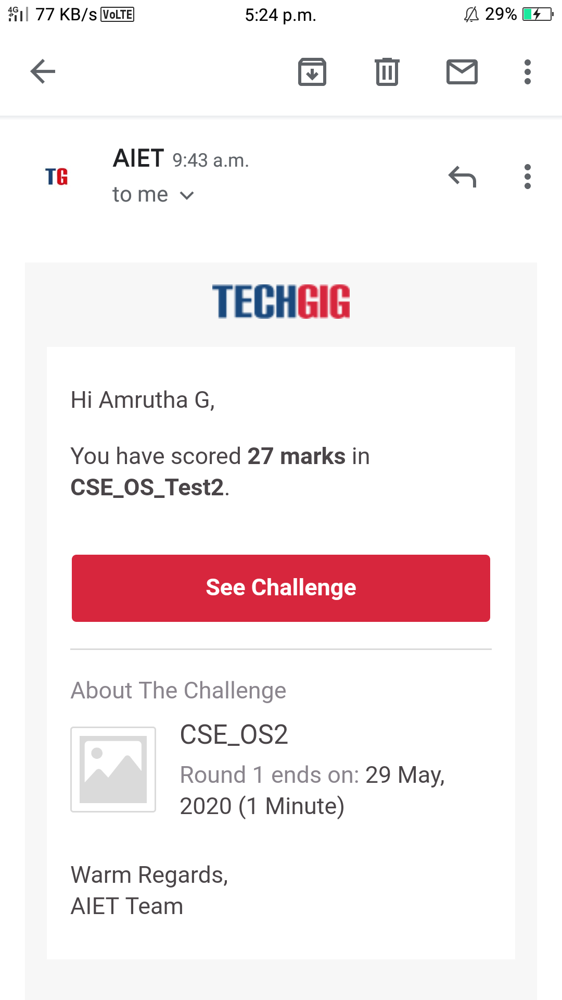 4G 77 KB/s VoLTE 5:24 p.m. 29%
AIET 9:43 a.m.
TG
to me
TECHGIG
Hi Amrutha G,
You have scored 27 marks in
CSE_OS_Test2.
See Challenge
About The Challenge
CSE_OS2
Round 1 ends on: 29 May,
2020 (1 Minute)
Warm Regards,
AIET Team